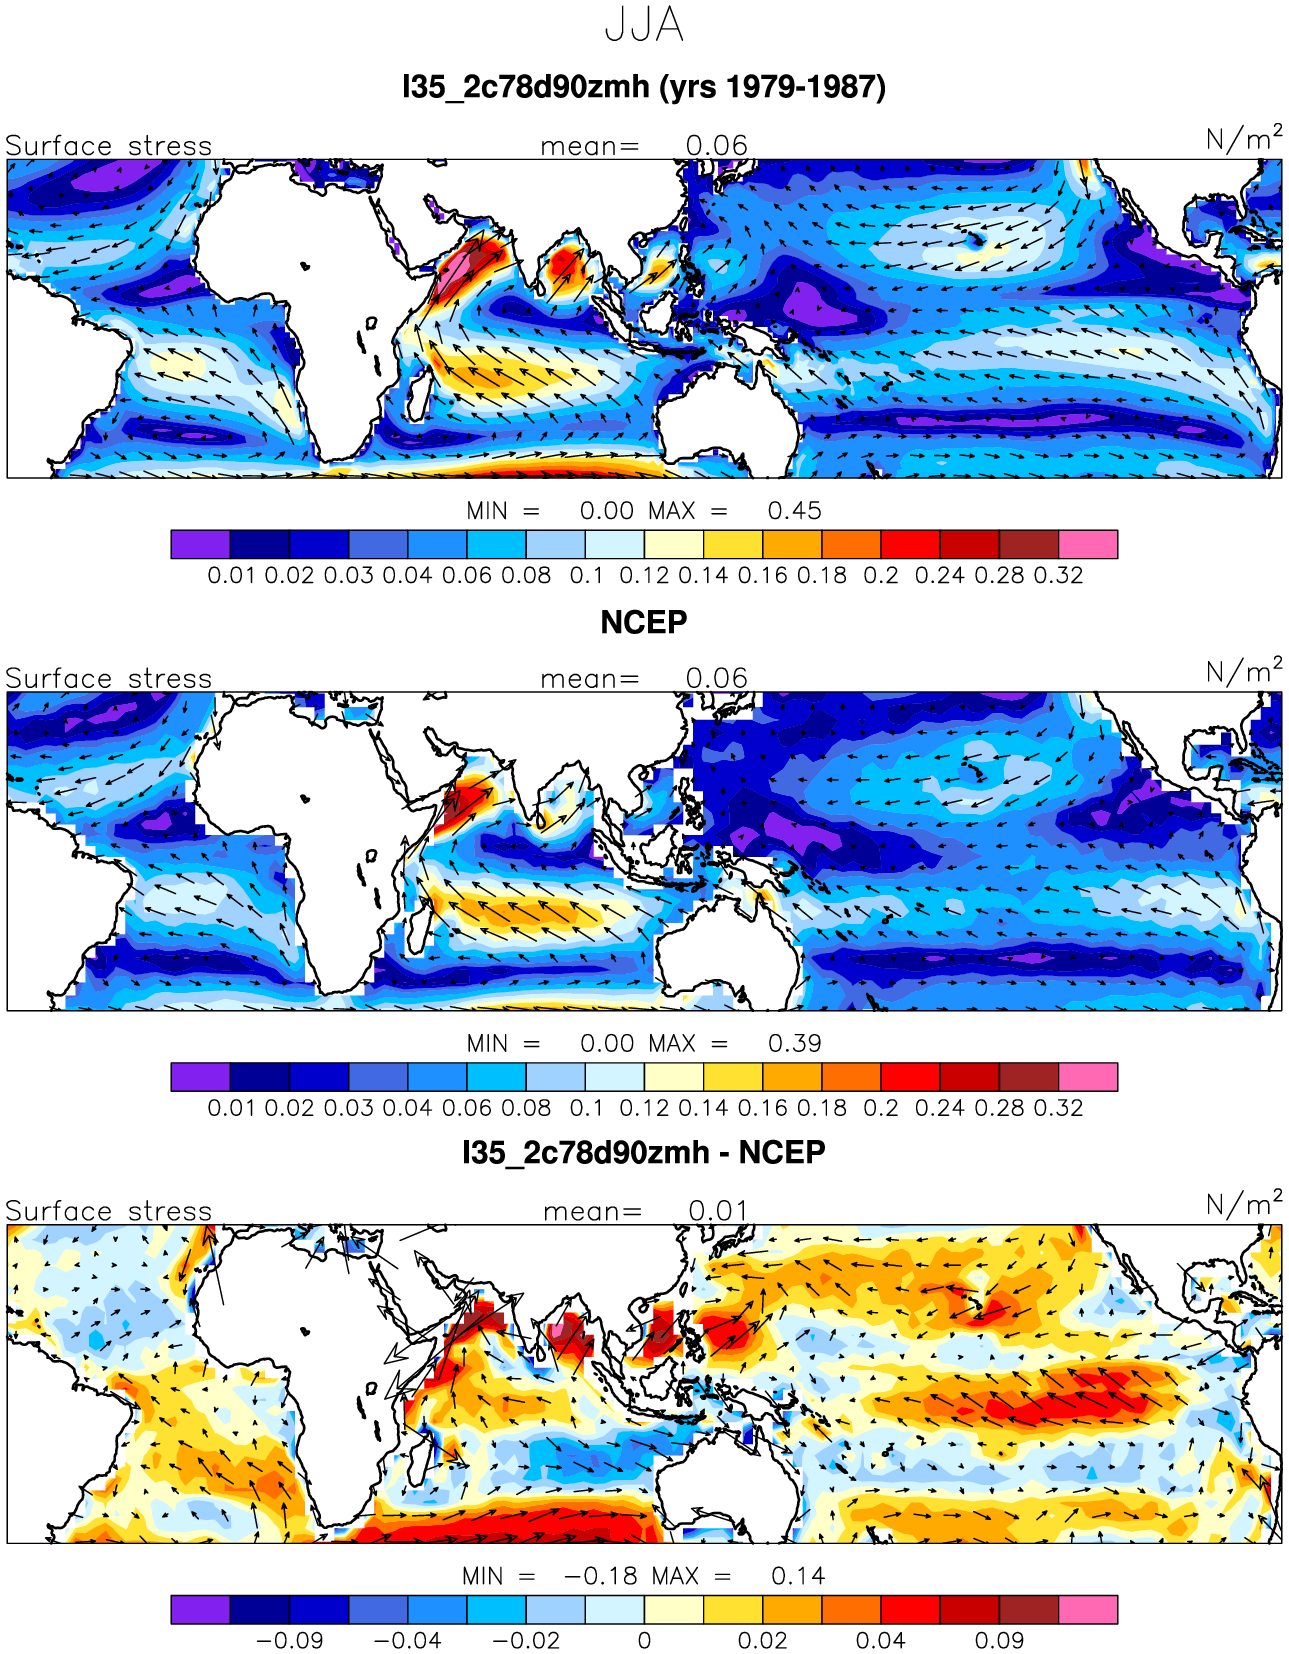 JJA
l35_2c78d90zmh (yrs 1979-1987)
Surface stress mean= 0.06 N/m²
MIN = 0.00 MAX = 0.45
0.01 0.02 0.03 0.04 0.06 0.08 0.1 0.12 0.14 0.16 0.18 0.2 0.24 0.28 0.32
NCEP
Surface stress mean= 0.06 N/m²
MIN = 0.00 MAX = 0.39
0.01 0.02 0.03 0.04 0.06 0.08 0.1 0.12 0.14 0.16 0.18 0.2 0.24 0.28 0.32
l35_2c78d90zmh - NCEP
Surface stress mean= 0.01 N/m²
MIN = −0.18 MAX = 0.14
−0.09 −0.04 −0.02 0 0.02 0.04 0.09